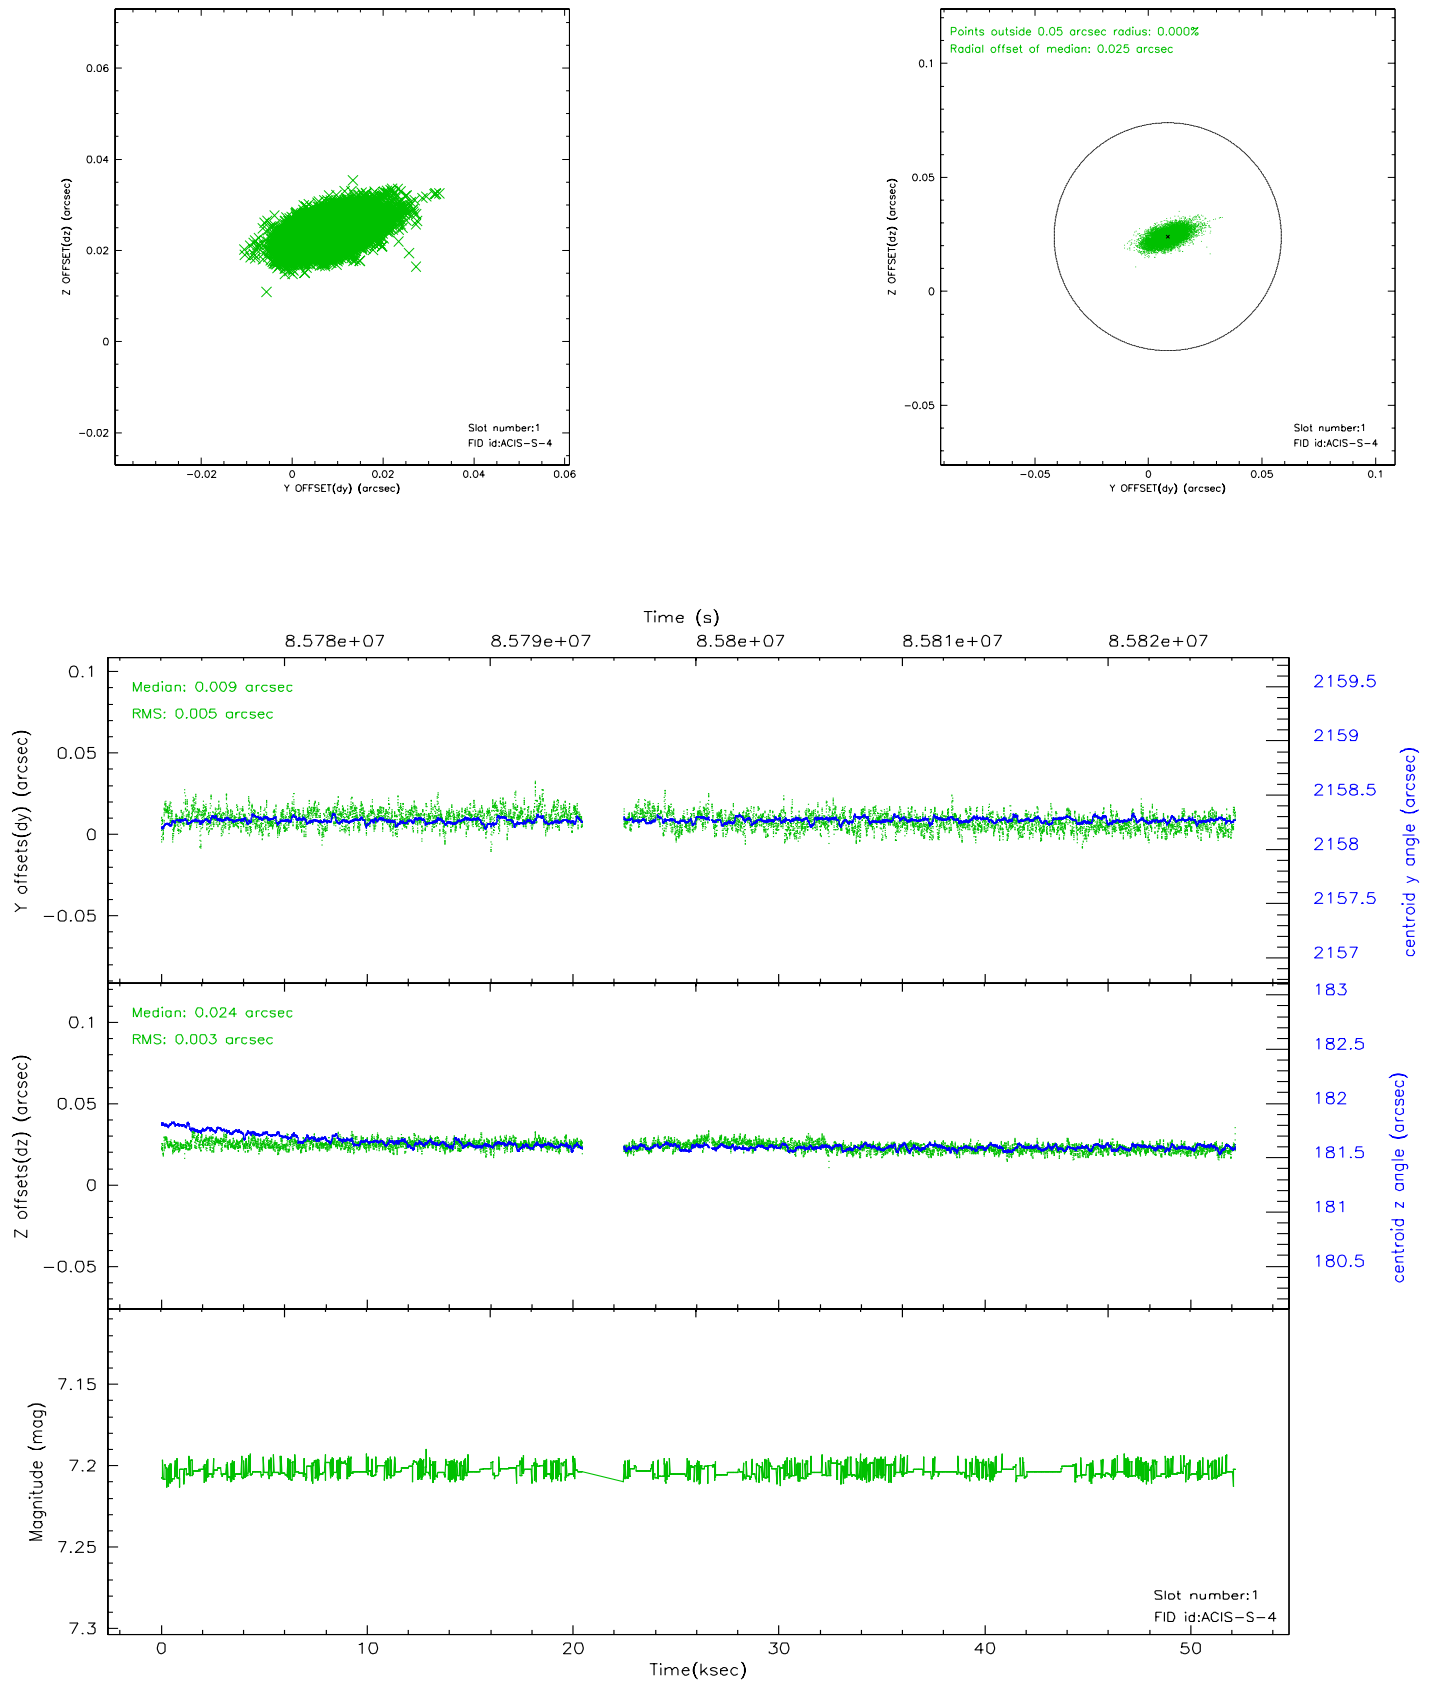 0.06
0.04
0.02
0
−0.02
Z OFFSET(dz) (arcsec)
Slot number:1
FID id:ACIS−S−4
−0.02 0 0.02 0.04 0.06
Y OFFSET(dy) (arcsec)
Points outside 0.05 arcsec radius: 0.000%
Radial offset of median: 0.025 arcsec
0.1
0.05
0
−0.05
Z OFFSET(dz) (arcsec)
Slot number:1
FID id:ACIS−S−4
−0.05 0 0.05 0.1
Y OFFSET(dy) (arcsec)
Time (s)
8.578e+07 8.579e+07 8.58e+07 8.581e+07 8.582e+07
Median: 0.009 arcsec
RMS: 0.005 arcsec
0.1
0.05
0
−0.05
Y offsets(dy) (arcsec)
2159.5
2159
2158.5
2158
2157.5
2157
centroid y angle (arcsec)
Median: 0.024 arcsec
RMS: 0.003 arcsec
0.1
0.05
0
−0.05
Z offsets(dz) (arcsec)
183
182.5
182
181.5
181
180.5
centroid z angle (arcsec)
7.15
7.2
7.25
7.3
Magnitude (mag)
Slot number:1
FID id:ACIS−S−4
0 10 20 30 40 50
Time(ksec)